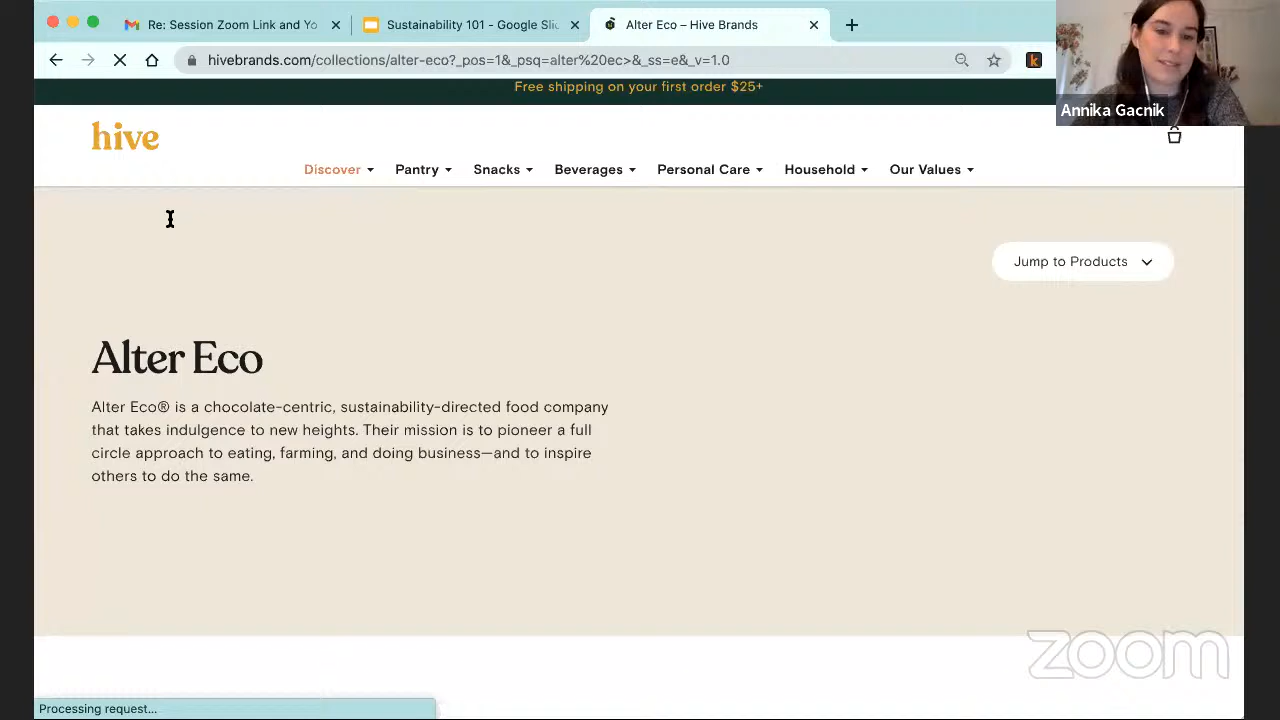 Re: Session Zoom Link and Yo
Sustainability 101 - Google Slid
Alter Eco – Hive Brands
hivebrands.com/collections/alter-eco?_pos=1&_psq=alter%20ec>&_ss=e&_v=1.0
k
Annika Gacnik
Free shipping on your first order $25+
hive
Discover
Pantry
Snacks
Beverages
Personal Care
Household
Our Values
Jump to Products
Alter Eco
Alter Eco® is a chocolate-centric, sustainability-directed food company
that takes indulgence to new heights. Their mission is to pioneer a full
circle approach to eating, farming, and doing business—and to inspire
others to do the same.
zoom
Processing request...